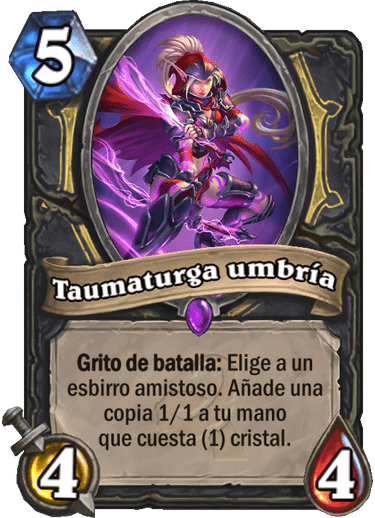 5
Taumaturga umbría
Grito de batalla: Elige a un
esbirro amistoso. Añade una
copia 1/1 a tu mano
que cuesta (1) cristal.
4
4